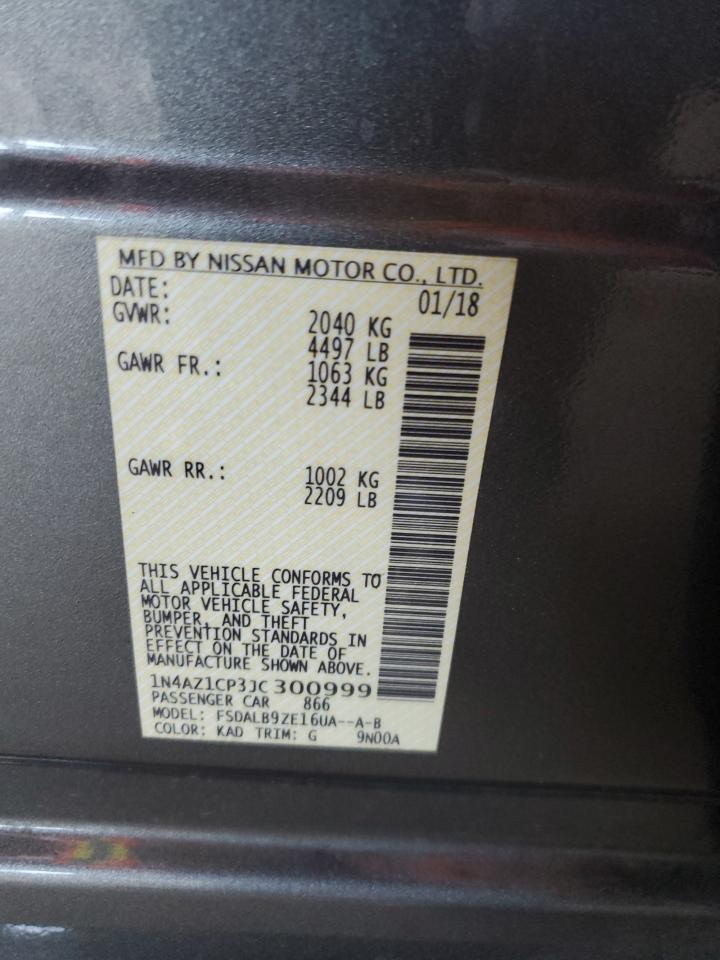 MFD BY NISSAN MOTOR CO., LTD.
DATE: 01/18
GVWR: 2040 KG
4497 LB
GAWR FR.: 1063 KG
2344 LB
GAWR RR.: 1002 KG
2209 LB
THIS VEHICLE CONFORMS TO
ALL APPLICABLE FEDERAL
MOTOR VEHICLE SAFETY,
BUMPER, AND THEFT
PREVENTION STANDARDS IN
EFFECT ON THE DATE OF
MANUFACTURE SHOWN ABOVE.
1N4AZ1CP3JC300999
PASSENGER CAR 866
MODEL: FSDALB9ZE16UA--A-B
COLOR: KAD TRIM: G 9N00A